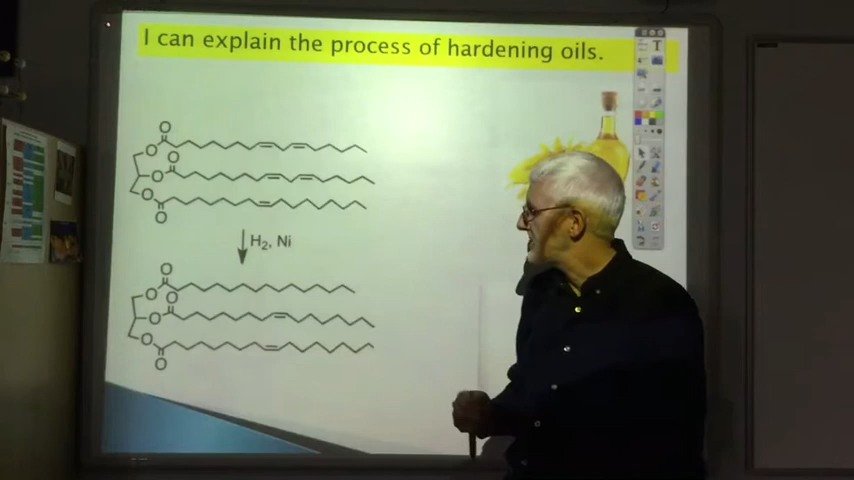 I can explain the process of hardening oils.
T
O
O
O
O
O
O
H₂, Ni
O
O
O
O
O
O